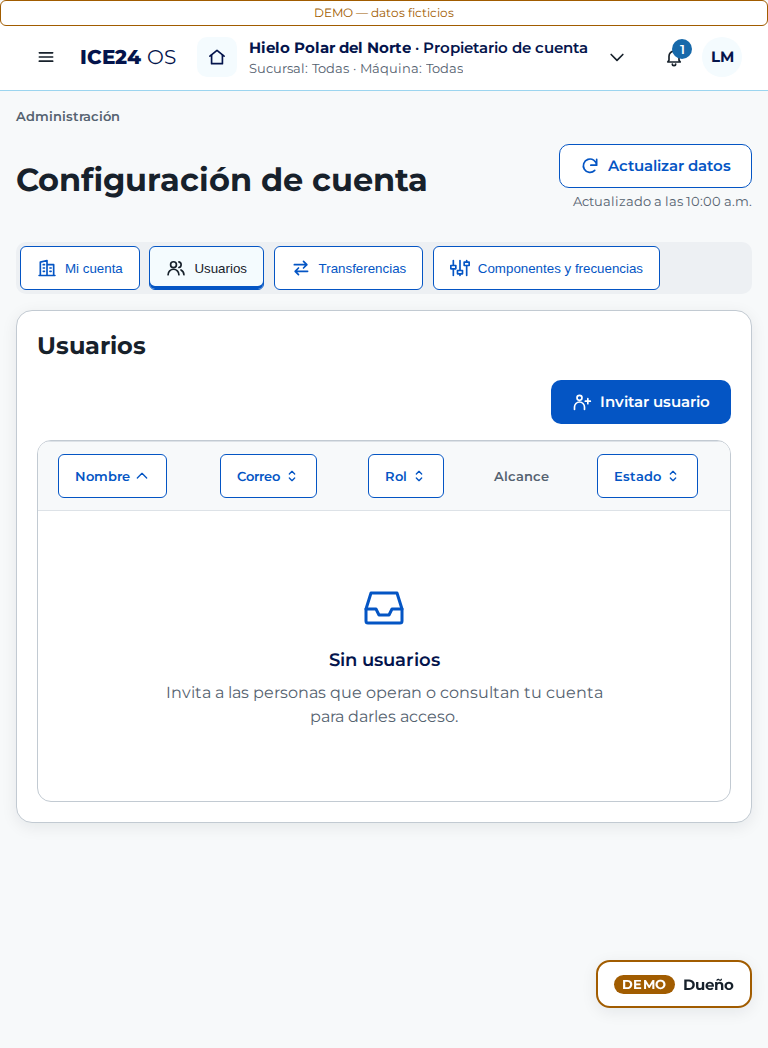 DEMO — datos ficticios
ICE24 OS
Hielo Polar del Norte · Propietario de cuenta
Sucursal: Todas · Máquina: Todas
1
LM
Administración
Configuración de cuenta
Actualizar datos
Actualizado a las 10:00 a.m.
Mi cuenta
Usuarios
Transferencias
Componentes y frecuencias
Usuarios
Invitar usuario
Nombre
Correo
Rol
Alcance
Estado
Sin usuarios
Invita a las personas que operan o consultan tu cuenta
para darles acceso.
DEMO Dueño